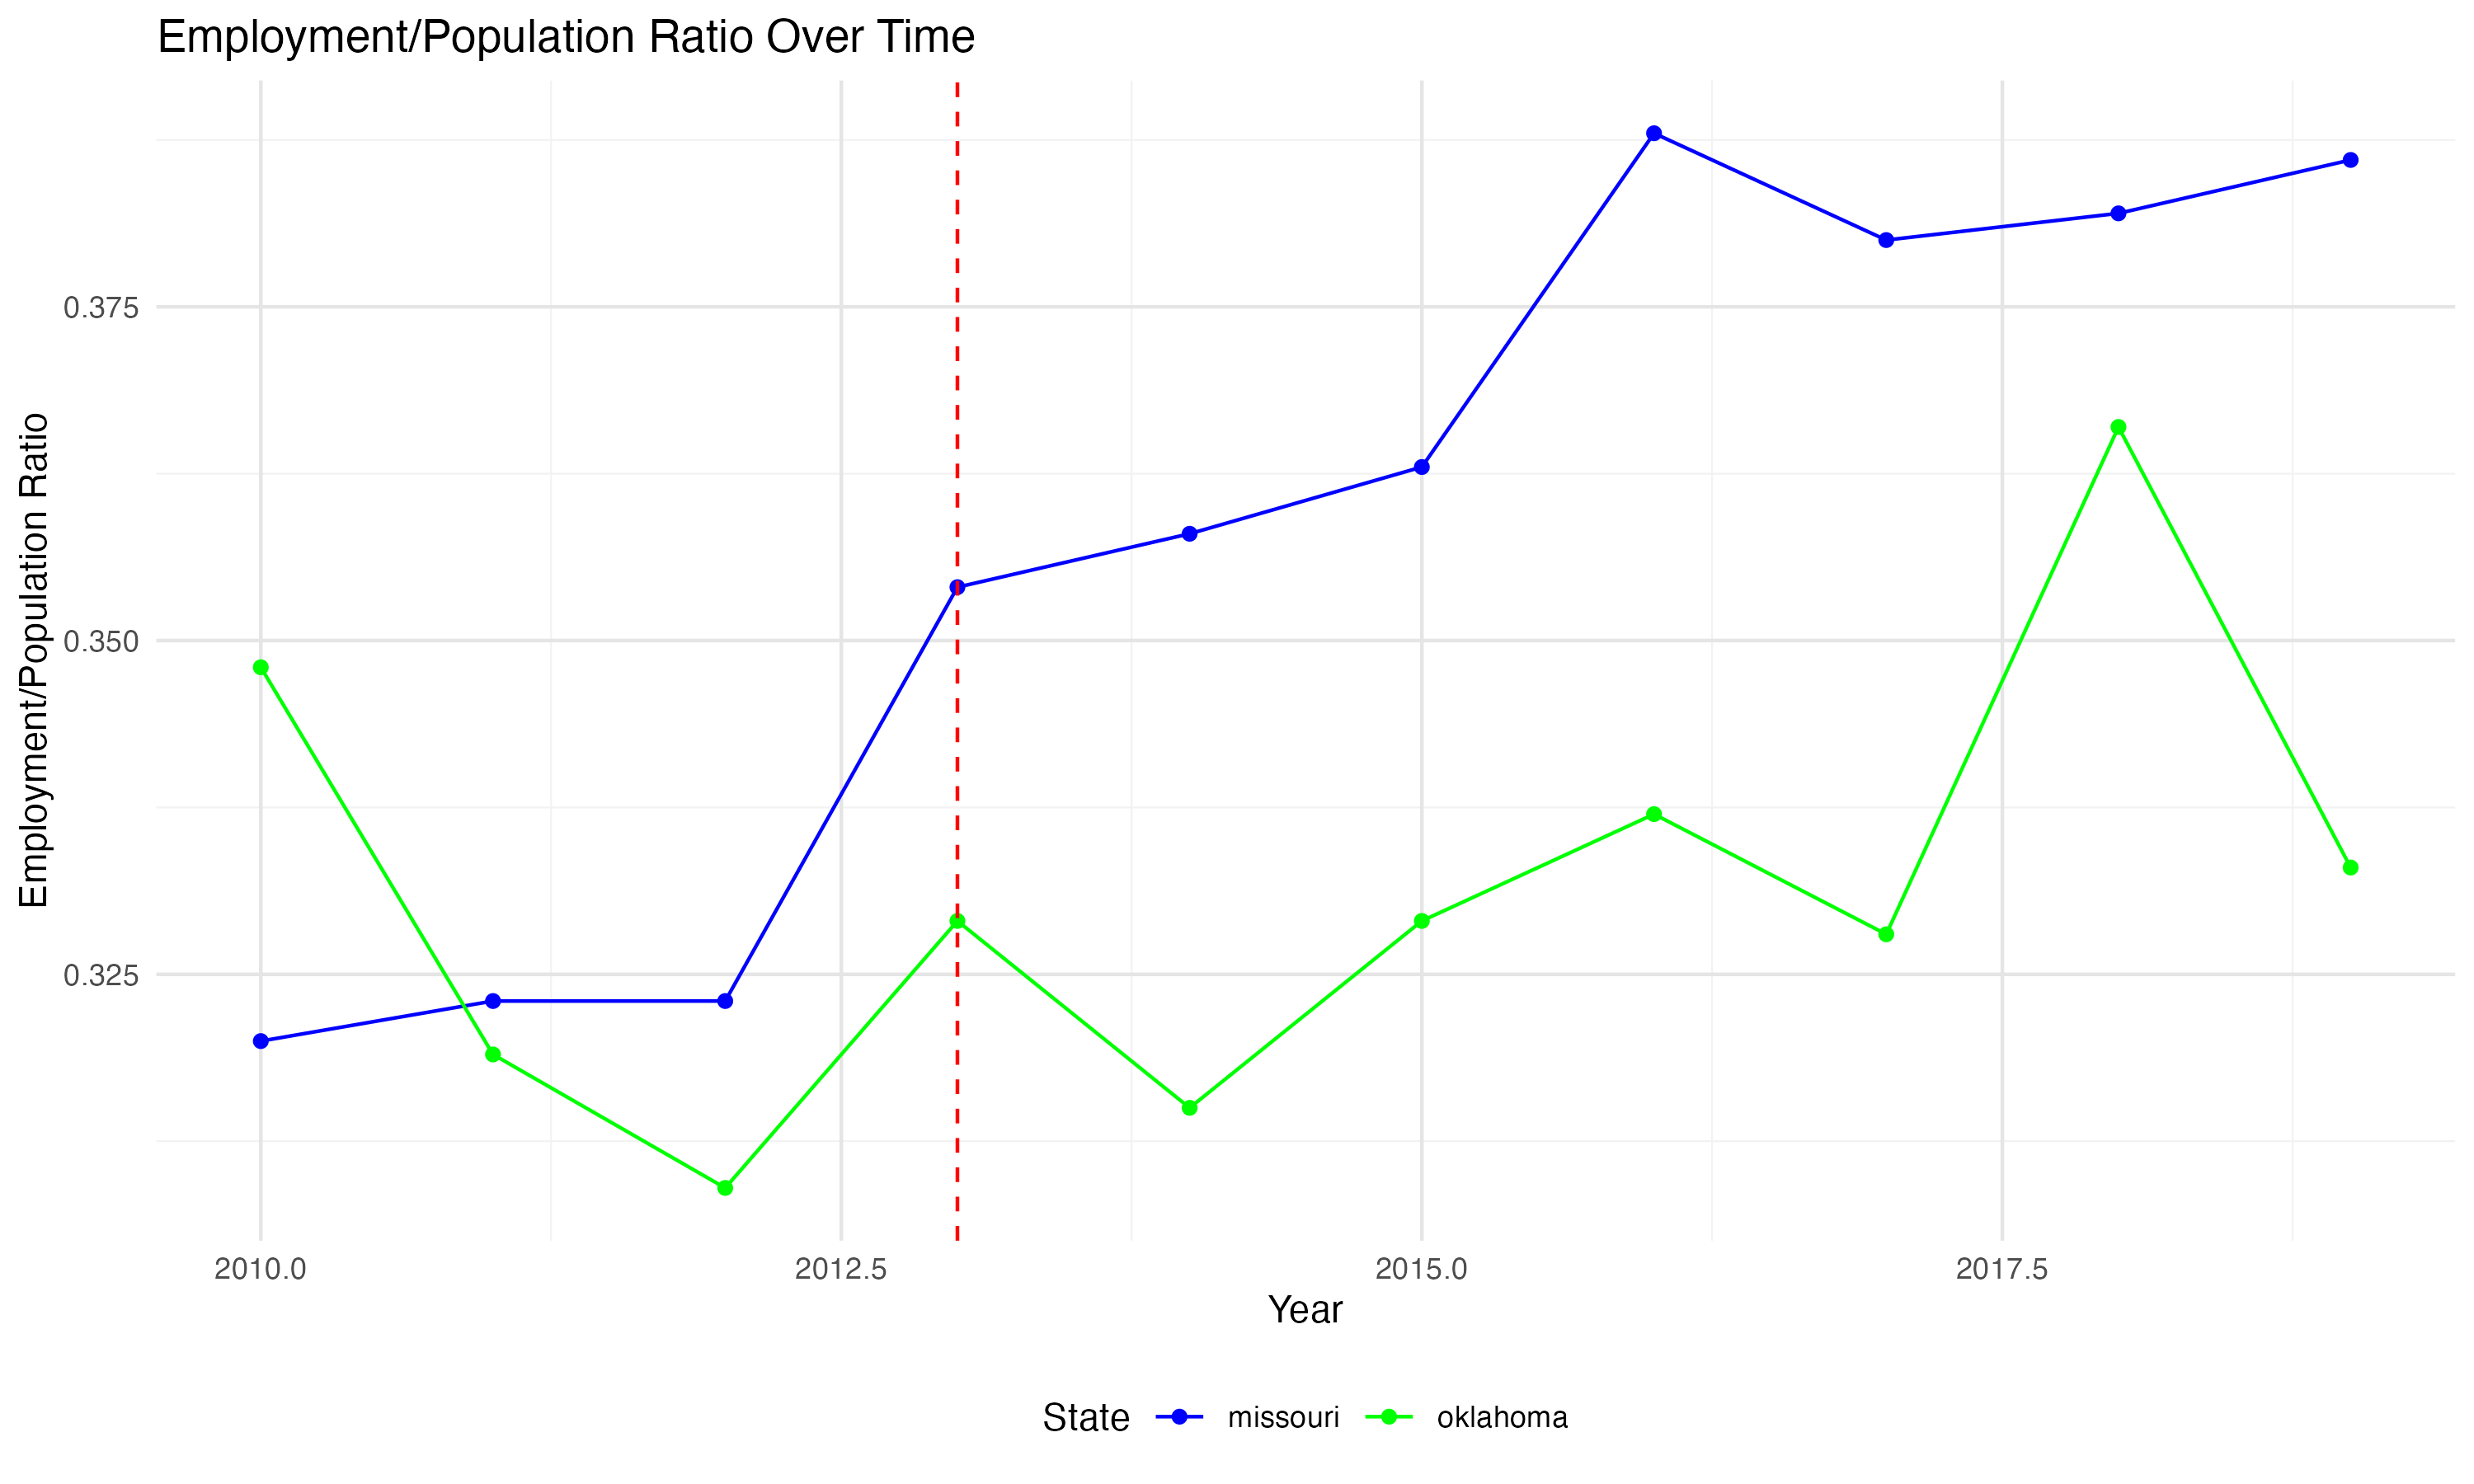 Employment/Population Ratio Over Time
Employment/Population Ratio
0.375
0.350
0.325
2010.0 2012.5 2015.0 2017.5
Year
State missouri oklahoma